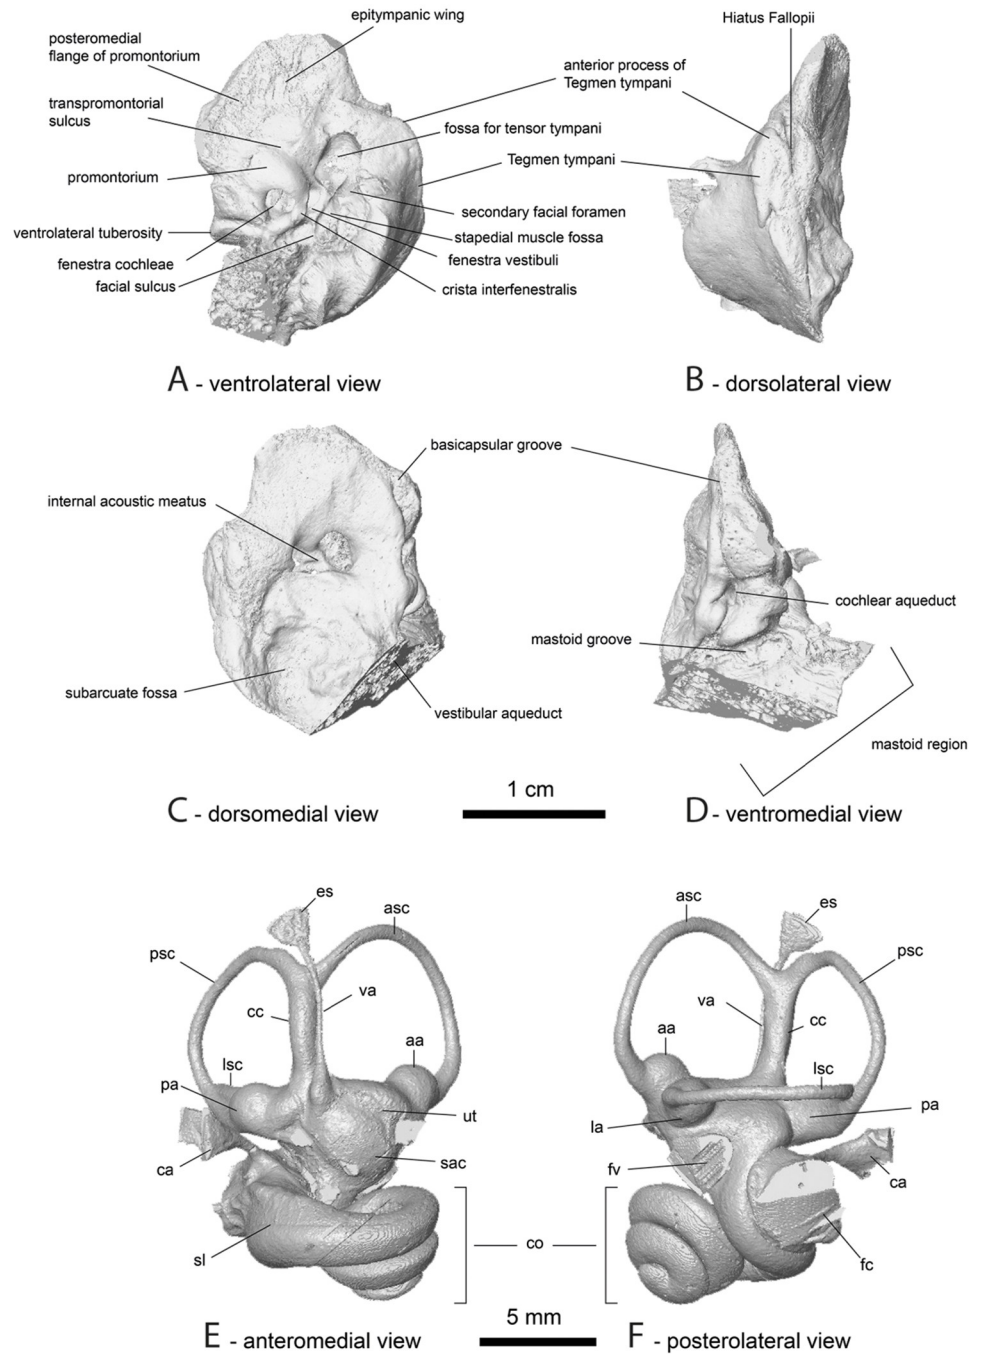 epitympanic wing
posteromedial
flange of promontorium
transpromontorial
sulcus
promontorium
ventrolateral tuberosity
fenestra cochleae
facial sulcus
anterior process of
Tegmen tympani
fossa for tensor tympani
Tegmen tympani
secondary facial foramen
stapedial muscle fossa
fenestra vestibuli
crista interfenestralis
Hiatus Fallopii
A - ventrolateral view
B - dorsolateral view
basicapsular groove
internal acoustic meatus
subarcuate fossa
vestibular aqueduct
cochlear aqueduct
mastoid groove
mastoid region
1 cm
C - dorsomedial view
D - ventromedial view
es
asc
psc
va
cc
aa
lsc
pa
ut
ca
sac
sl
co
asc
es
psc
va
cc
aa
lsc
pa
la
fv
ca
fc
5 mm
E - anteromedial view
F - posterolateral view